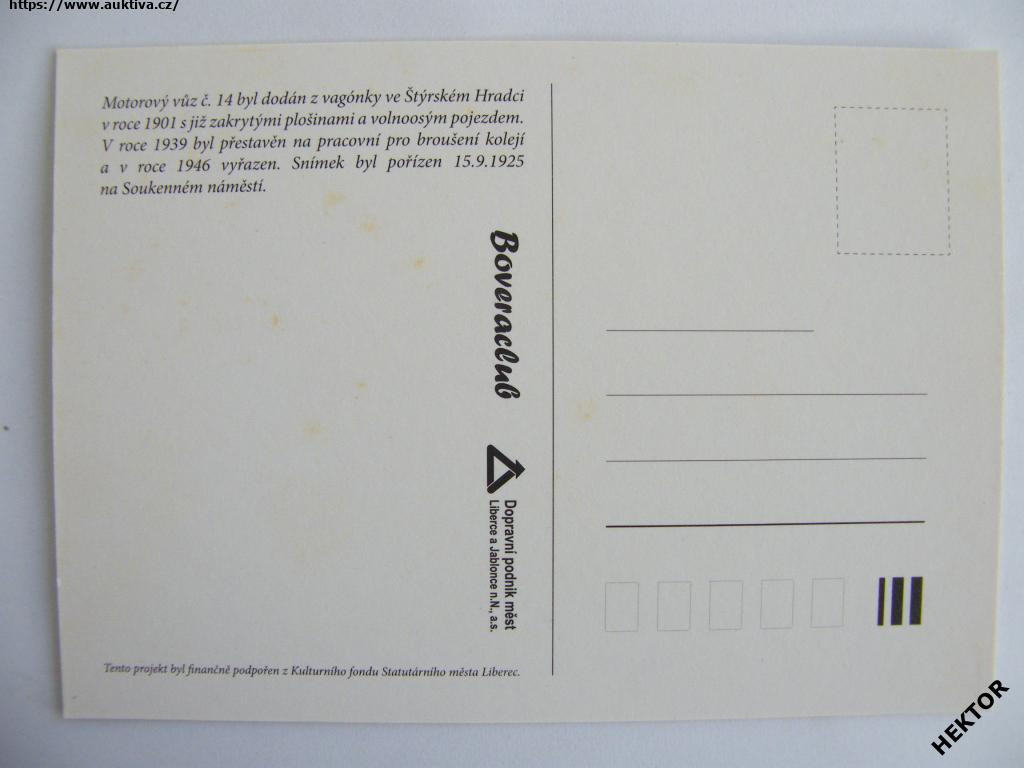 https://www.auktiva.cz/
Motorový vůz č. 14 byl dodán z vagónky ve Štýrském Hradci
v roce 1901 s již zakrytými plošinami a volnoosým pojezdem.
V roce 1939 byl přestavěn na pracovní pro broušení kolejí
a v roce 1946 vyřazen. Snímek byl pořízen 15.9.1925
na Soukenném náměstí.
Boveraclub
Dopravní podnik měst
Liberce a Jablonce n.N., a.s.
Tento projekt byl finančně podpořen z Kulturního fondu Statutárního města Liberec.
HEKTOR